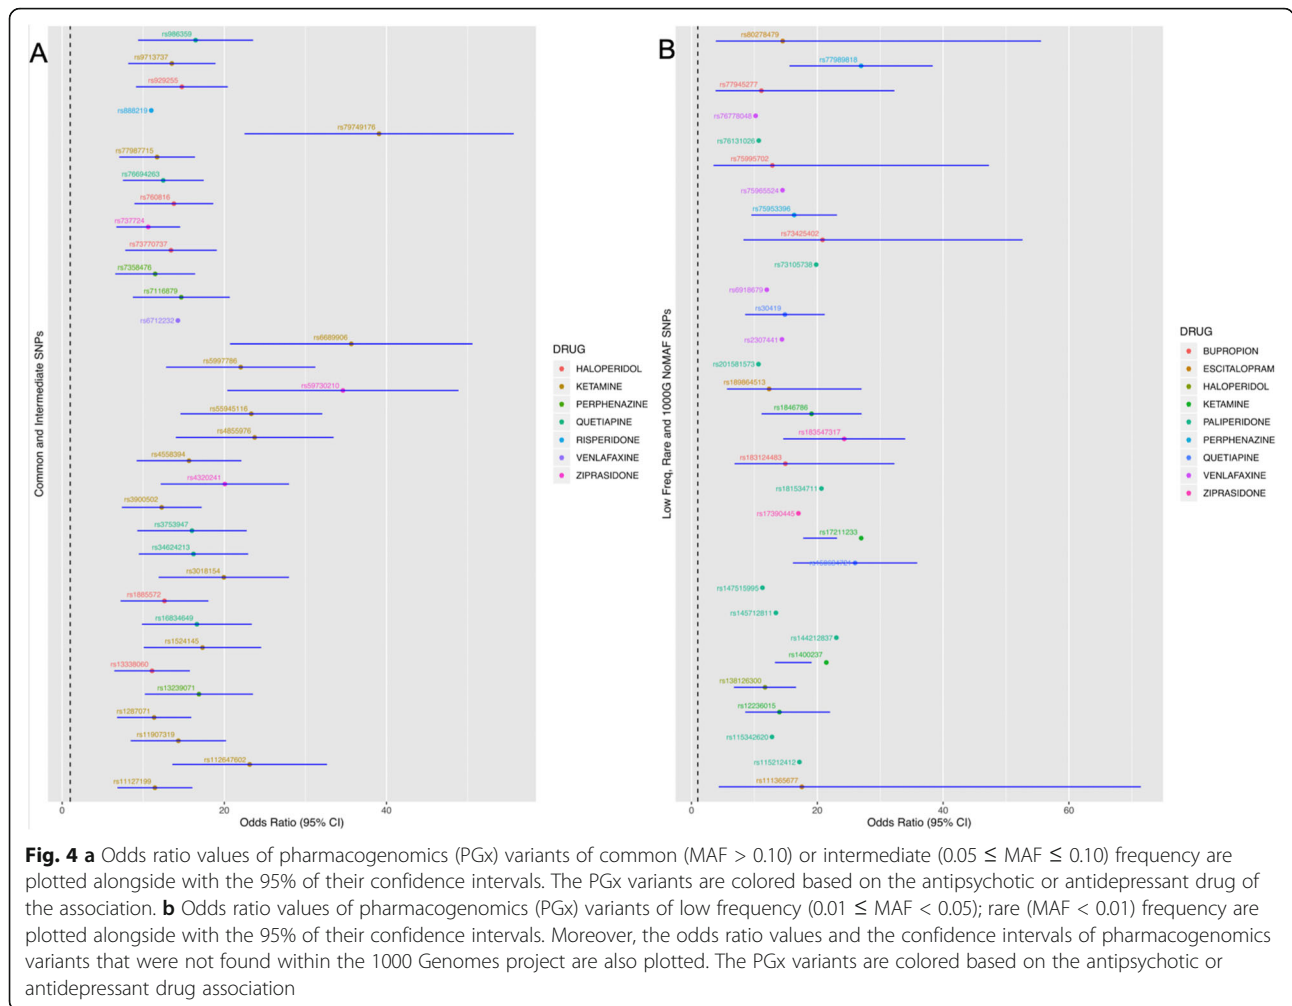 A
Common and Intermediate SNPs
rs986359
rs9713737
rs929255
rs888219
rs79749176
rs77987715
rs76694263
rs760816
rs737724
rs73770737
rs7358476
rs7116879
rs6712232
rs6689906
rs5997786
rs59730210
rs55945116
rs4855976
rs4558394
rs4320241
rs3900502
rs3753947
rs34624213
rs3018154
rs1865572
rs16834649
rs1524145
rs13338060
rs13239071
rs1287071
rs11907319
rs112647602
rs11127199
0 20 40
Odds Ratio (95% CI)
DRUG
HALOPERIDOL
KETAMINE
PERPHENAZINE
QUETIAPINE
RISPERIDONE
VENLAFAXINE
ZIPRASIDONE
B
Low Freq, Rare and 1000G NoMAF SNPs
rs80278479
rs77989818
rs77945277
rs76778048
rs76131026
rs75995702
rs75965524
rs75953396
rs73425402
rs73105738
rs6918679
rs30419
rs2307441
rs201581573
rs189864513
rs1846786
rs183547317
rs183124483
rs181534711
rs17390445
rs17211233
rs147515995
rs145712811
rs144212837
rs1400237
rs138126300
rs12236015
rs115342620
rs115212412
rs111365677
0 20 40 60
Odds Ratio (95% CI)
DRUG
BUPROPION
ESCITALOPRAM
HALOPERIDOL
KETAMINE
PALIPERIDONE
PERPHENAZINE
QUETIAPINE
VENLAFAXINE
ZIPRASIDONE
Fig. 4 a Odds ratio values of pharmacogenomics (PGx) variants of common (MAF > 0.10) or intermediate (0.05 ≤ MAF ≤ 0.10) frequency are
plotted alongside with the 95% of their confidence intervals. The PGx variants are colored based on the antipsychotic or antidepressant drug of
the association. b Odds ratio values of pharmacogenomics (PGx) variants of low frequency (0.01 ≤ MAF < 0.05); rare (MAF < 0.01) frequency are
plotted alongside with the 95% of their confidence intervals. Moreover, the odds ratio values and the confidence intervals of pharmacogenomics
variants that were not found within the 1000 Genomes project are also plotted. The PGx variants are colored based on the antipsychotic or
antidepressant drug association